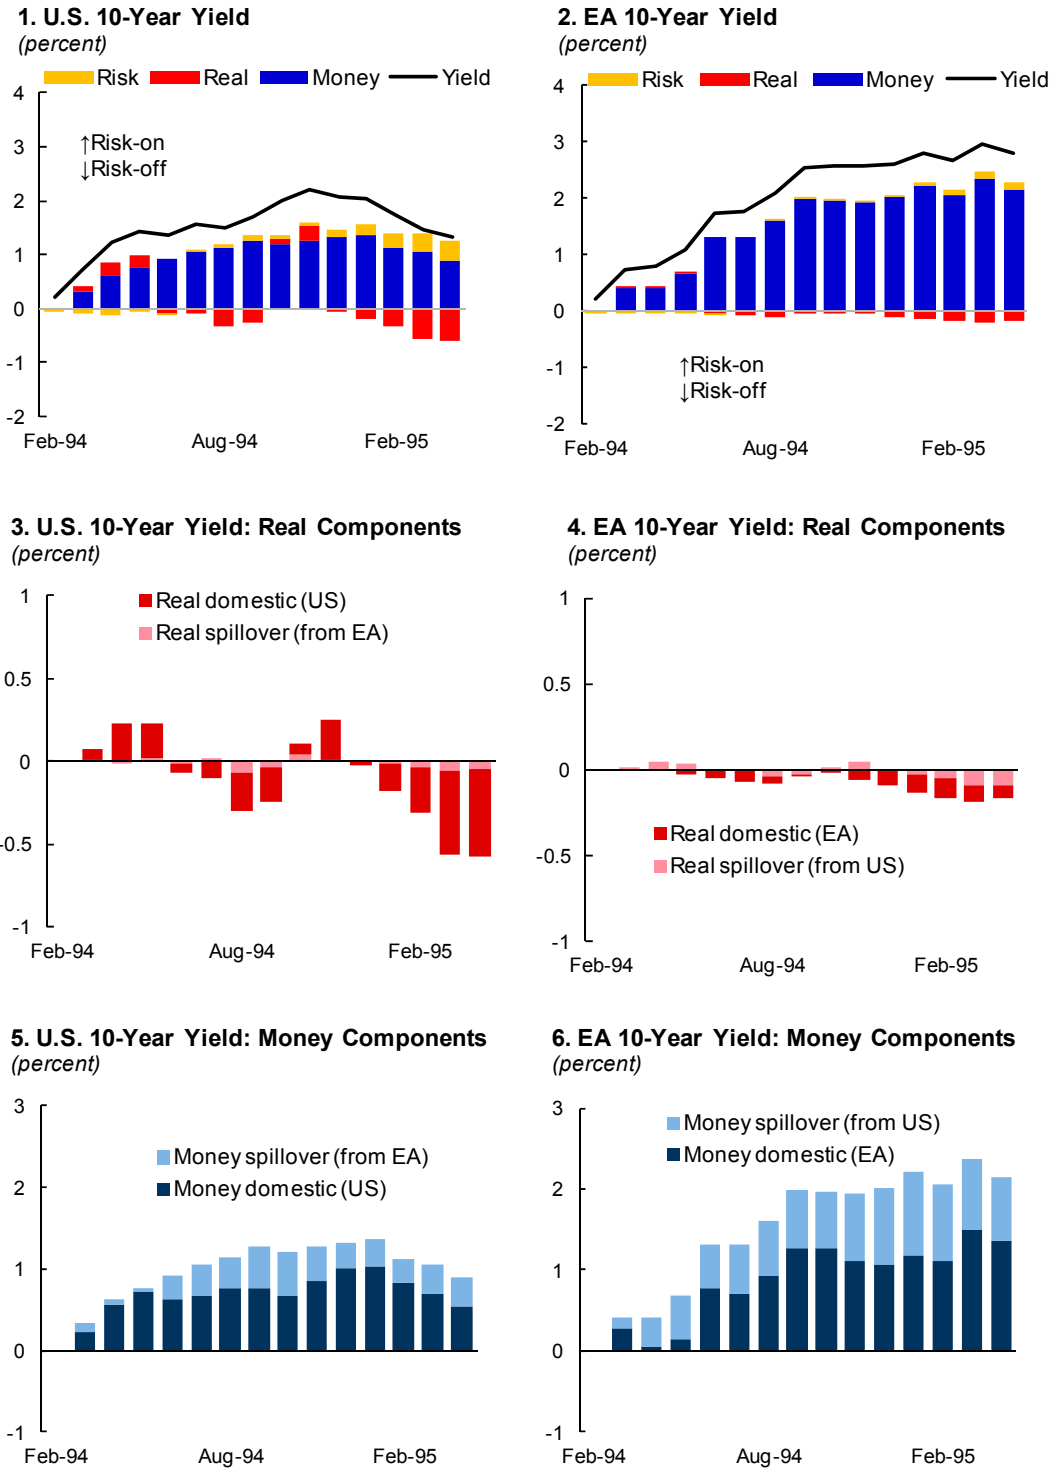 1. U.S. 10-Year Yield
(percent)
Risk Real Money Yield
4
3
2
1
0
-1
-2
↑Risk-on
↓Risk-off
Feb-94 Aug-94 Feb-95
2. EA 10-Year Yield
(percent)
Risk Real Money Yield
4
3
2
1
0
-1
-2
↑Risk-on
↓Risk-off
Feb-94 Aug-94 Feb-95
3. U.S. 10-Year Yield: Real Components
(percent)
1
0.5
0
-0.5
-1
Real domestic (US)
Real spillover (from EA)
Feb-94 Aug-94 Feb-95
4. EA 10-Year Yield: Real Components
(percent)
1
0.5
0
-0.5
-1
Real domestic (EA)
Real spillover (from US)
Feb-94 Aug-94 Feb-95
5. U.S. 10-Year Yield: Money Components
(percent)
3
2
1
0
-1
Money spillover (from EA)
Money domestic (US)
Feb-94 Aug-94 Feb-95
6. EA 10-Year Yield: Money Components
(percent)
3
2
1
0
-1
Money spillover (from US)
Money domestic (EA)
Feb-94 Aug-94 Feb-95